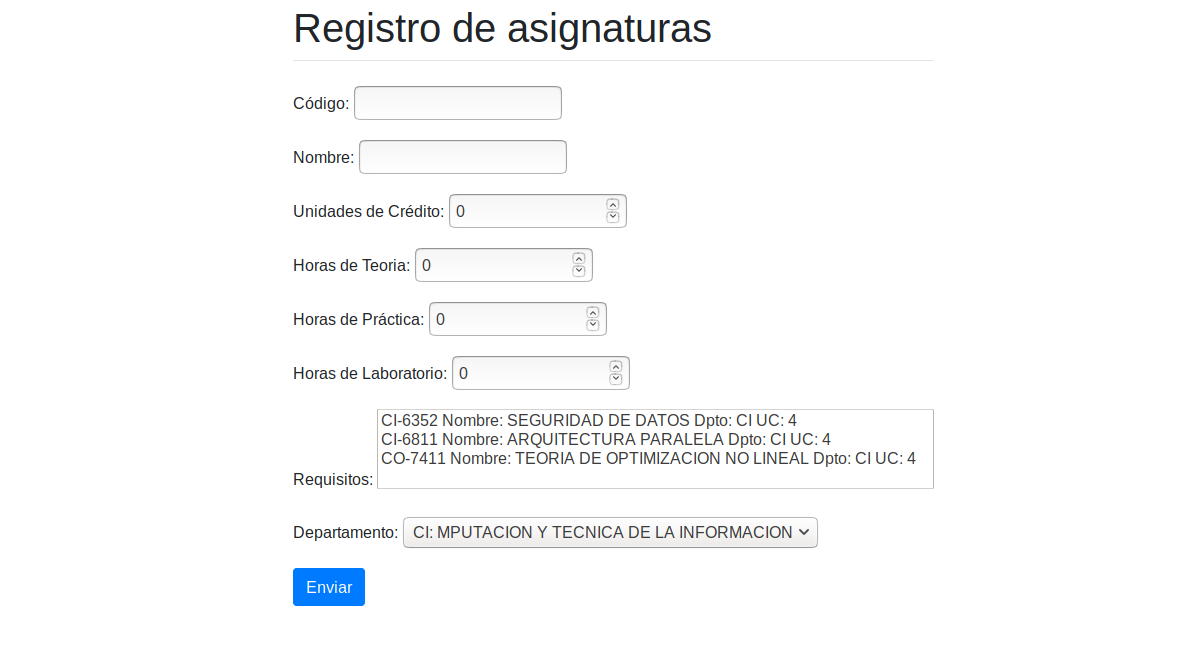 Registro de asignaturas
Código:
Nombre:
Unidades de Crédito: 0
Horas de Teoria: 0
Horas de Práctica: 0
Horas de Laboratorio: 0
CI-6352 Nombre: SEGURIDAD DE DATOS Dpto: CI UC: 4
CI-6811 Nombre: ARQUITECTURA PARALELA Dpto: CI UC: 4
CO-7411 Nombre: TEORIA DE OPTIMIZACION NO LINEAL Dpto: CI UC: 4
Requisitos:
Departamento: CI: MPUTACION Y TECNICA DE LA INFORMACION
Enviar